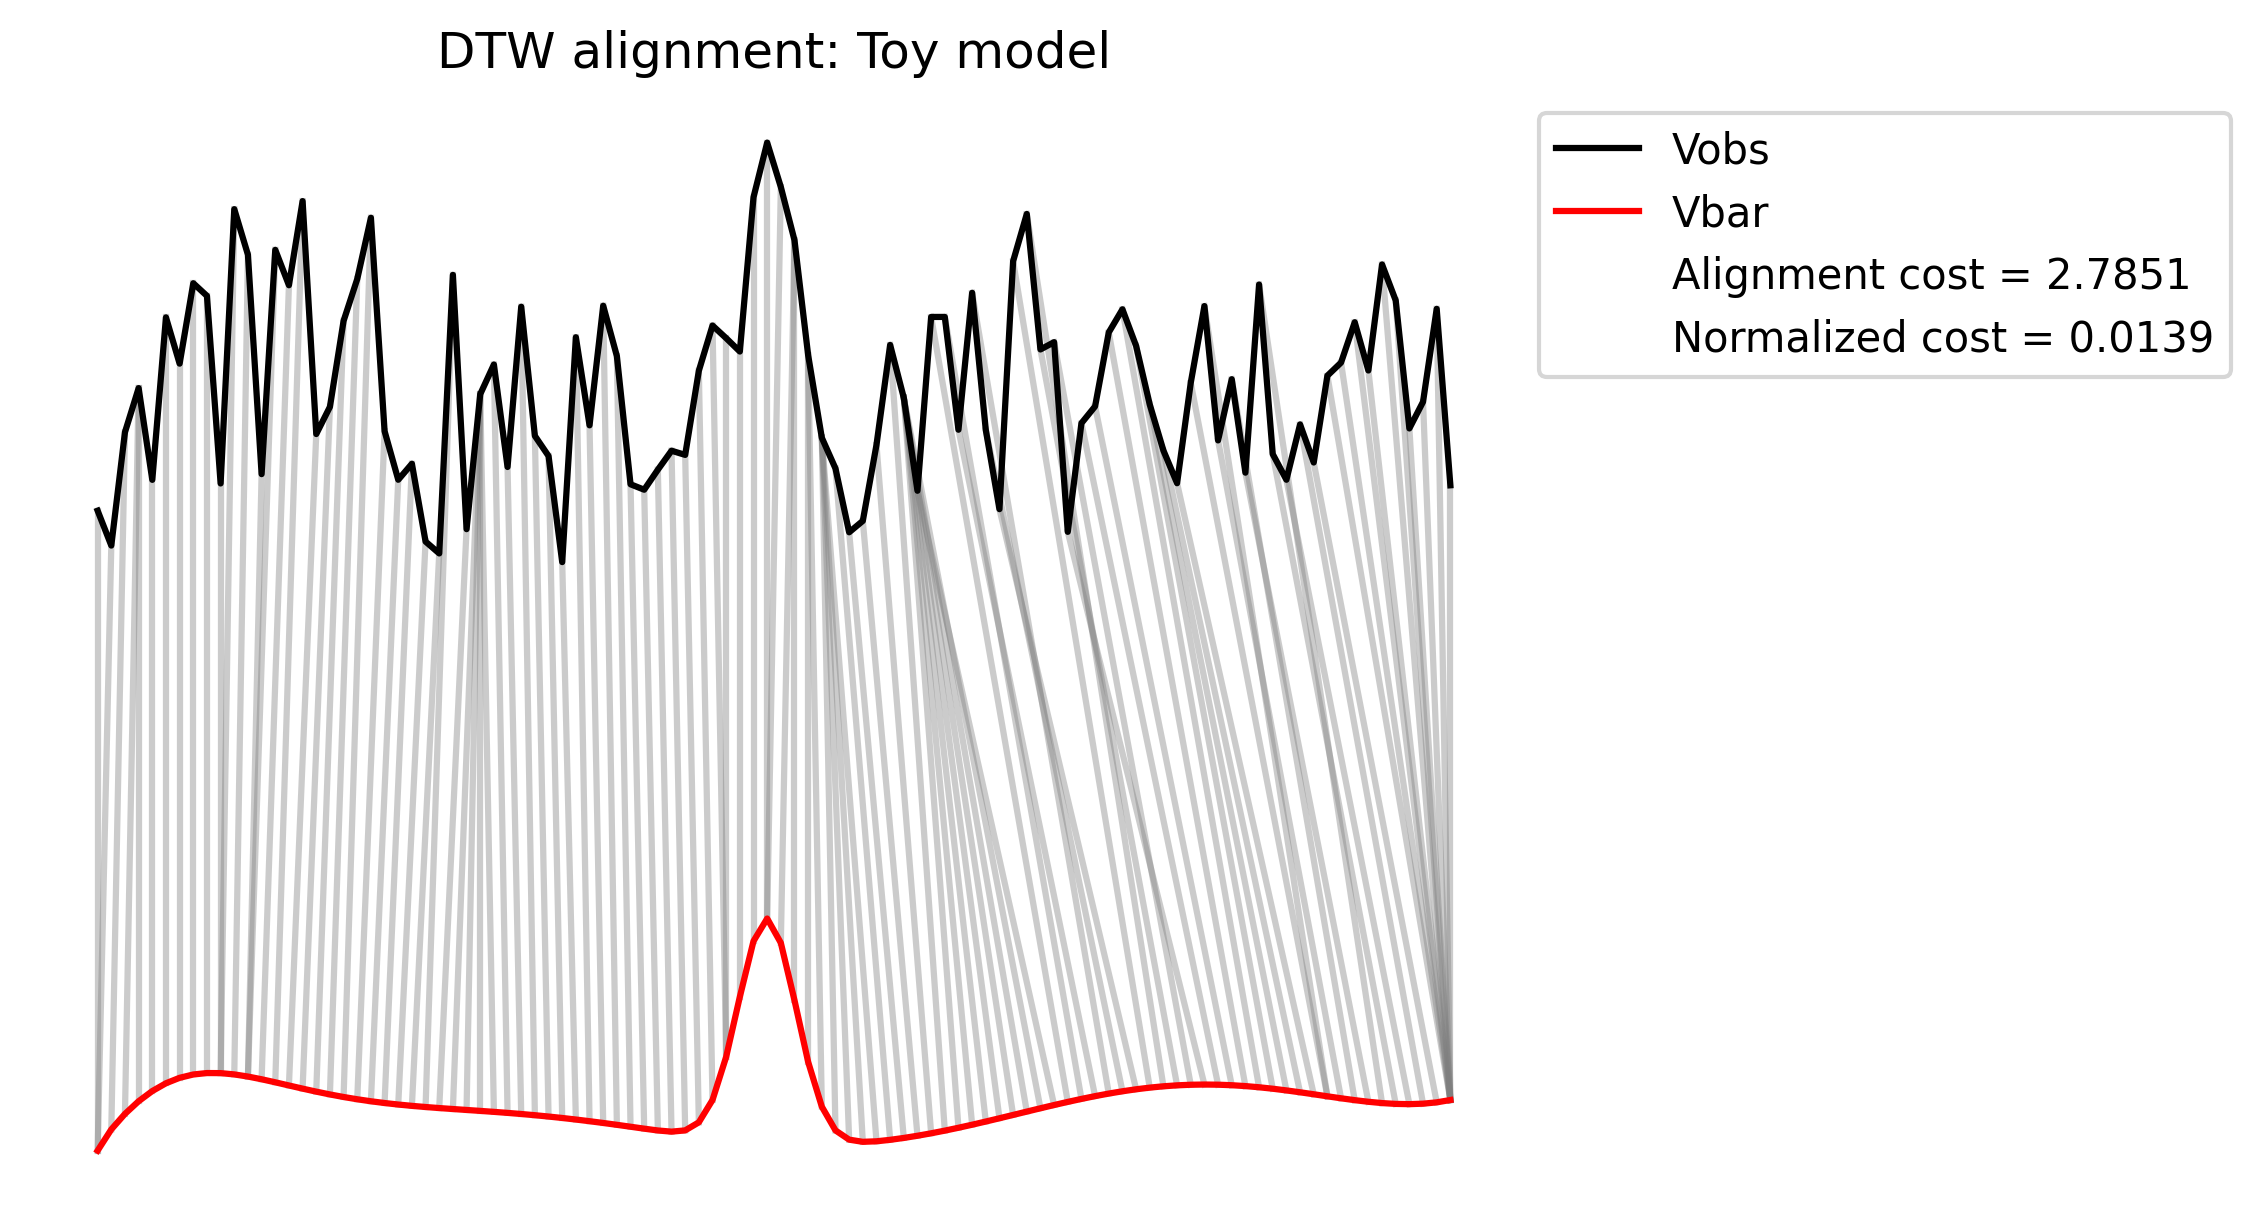 DTW alignment: Toy model
Vobs
Vbar
Alignment cost = 2.7851
Normalized cost = 0.0139